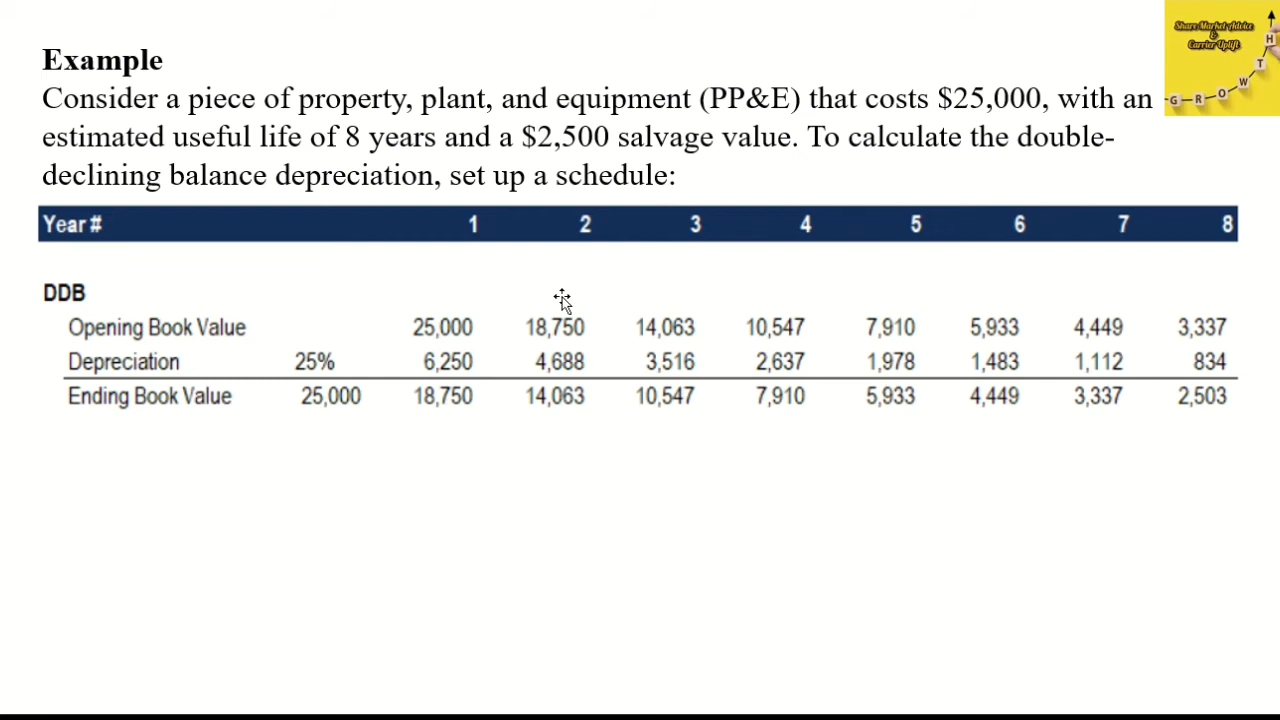 Example
Consider a piece of property, plant, and equipment (PP&E) that costs $25,000, with an
estimated useful life of 8 years and a $2,500 salvage value. To calculate the double-
declining balance depreciation, set up a schedule:
Share Market Advice
&
Carrier Uplift
G R O W T H
Year # 1 2 3 4 5 6 7 8
DDB
Opening Book Value 25,000 18,750 14,063 10,547 7,910 5,933 4,449 3,337
Depreciation 25% 6,250 4,688 3,516 2,637 1,978 1,483 1,112 834
Ending Book Value 25,000 18,750 14,063 10,547 7,910 5,933 4,449 3,337 2,503